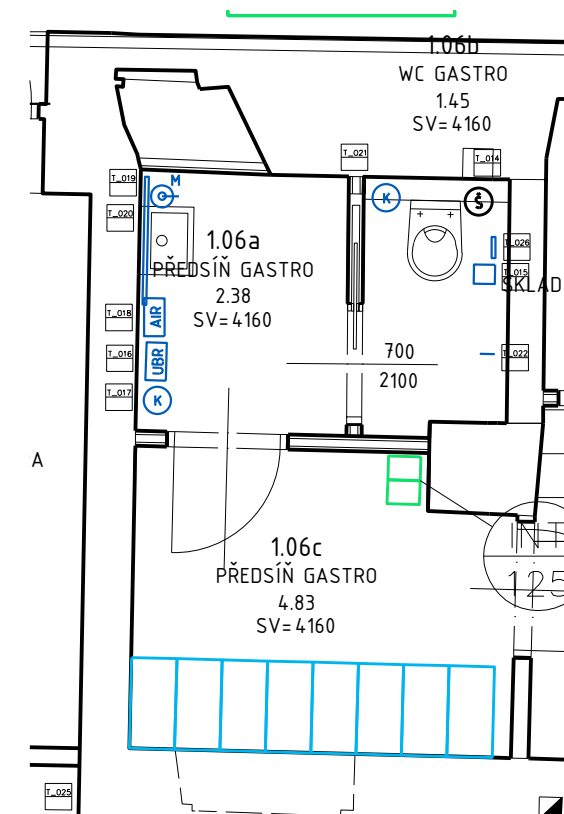 1.06b
WC GASTRO
1.45
SV=4160
T_021
T_014
T_019
M
K
Š
T_020
1.06a
PŘEDSÍŇ GASTRO
2.38
SV=4160
T_026
T_015
SKLAD
T_018
AIR
T_016
UBR
700
2100
T_022
T_017
K
A
1.06c
PŘEDSÍŇ GASTRO
4.83
SV=4160
125
T_025